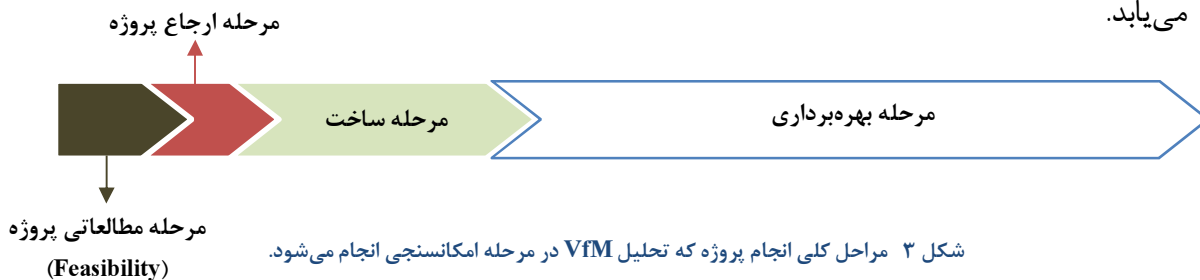 می‌یابد.
مرحله ارجاع پروژه
مرحله ساخت
مرحله بهره‌برداری
مرحله مطالعاتی پروژه
(Feasibility)
شکل ۳ مراحل کلی انجام پروژه که تحلیل VfM در مرحله امکانسنجی انجام می‌شود.